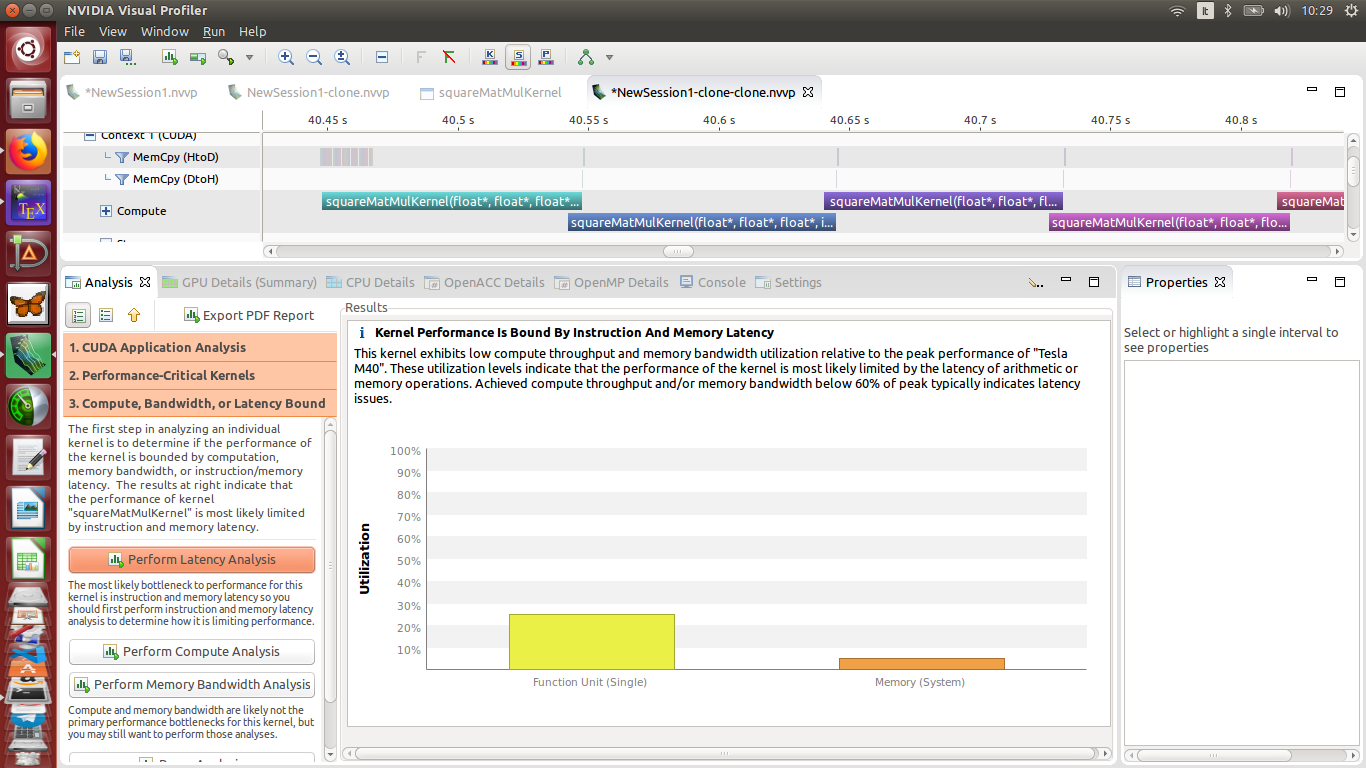 NVIDIA Visual Profiler
lt
10:29
File View Window Run Help
K S P
*NewSession1.nvvp NewSession1-clone.nvvp squareMatMulKernel *NewSession1-clone-clone.nvvp
40.45 s 40.5 s 40.55 s 40.6 s 40.65 s 40.7 s 40.75 s 40.8 s
Context 1 (CUDA)
MemCpy (HtoD)
MemCpy (DtoH)
Compute
squareMatMulKernel(float*, float*, float*... squareMatMulKernel(float*, float*, fl... squareMat
squareMatMulKernel(float*, float*, float*, i... squareMatMulKernel(float*, float*, flo...
Analysis GPU Details (Summary) CPU Details OpenACC Details OpenMP Details Console Settings
Properties
Export PDF Report
1. CUDA Application Analysis
2. Performance-Critical Kernels
3. Compute, Bandwidth, or Latency Bound
The first step in analyzing an individual
kernel is to determine if the performance of
the kernel is bounded by computation,
memory bandwidth, or instruction/memory
latency. The results at right indicate that
the performance of kernel
"squareMatMulKernel" is most likely limited
by instruction and memory latency.
Perform Latency Analysis
The most likely bottleneck to performance for this
kernel is instruction and memory latency so you
should first perform instruction and memory latency
analysis to determine how it is limiting performance.
Perform Compute Analysis
Perform Memory Bandwidth Analysis
Compute and memory bandwidth are likely not the
primary performance bottlenecks for this kernel, but
you may still want to perform those analyses.
Results
Kernel Performance Is Bound By Instruction And Memory Latency
This kernel exhibits low compute throughput and memory bandwidth utilization relative to the peak performance of "Tesla
M40". These utilization levels indicate that the performance of the kernel is most likely limited by the latency of arithmetic or
memory operations. Achieved compute throughput and/or memory bandwidth below 60% of peak typically indicates latency
issues.
Utilization
100%
90%
80%
70%
60%
50%
40%
30%
20%
10%
Function Unit (Single) Memory (System)
Select or highlight a single interval to
see properties